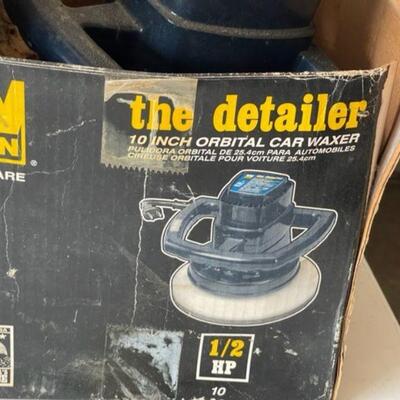 the detailer
10 INCH ORBITAL CAR WAXER
PULIDORA ORBITAL DE 25.4cm PARA AUTOMOBILES
CIREUSE ORBITALE POUR VOITURE 25.4cm
M
N®
ARE
1/2
HP
10